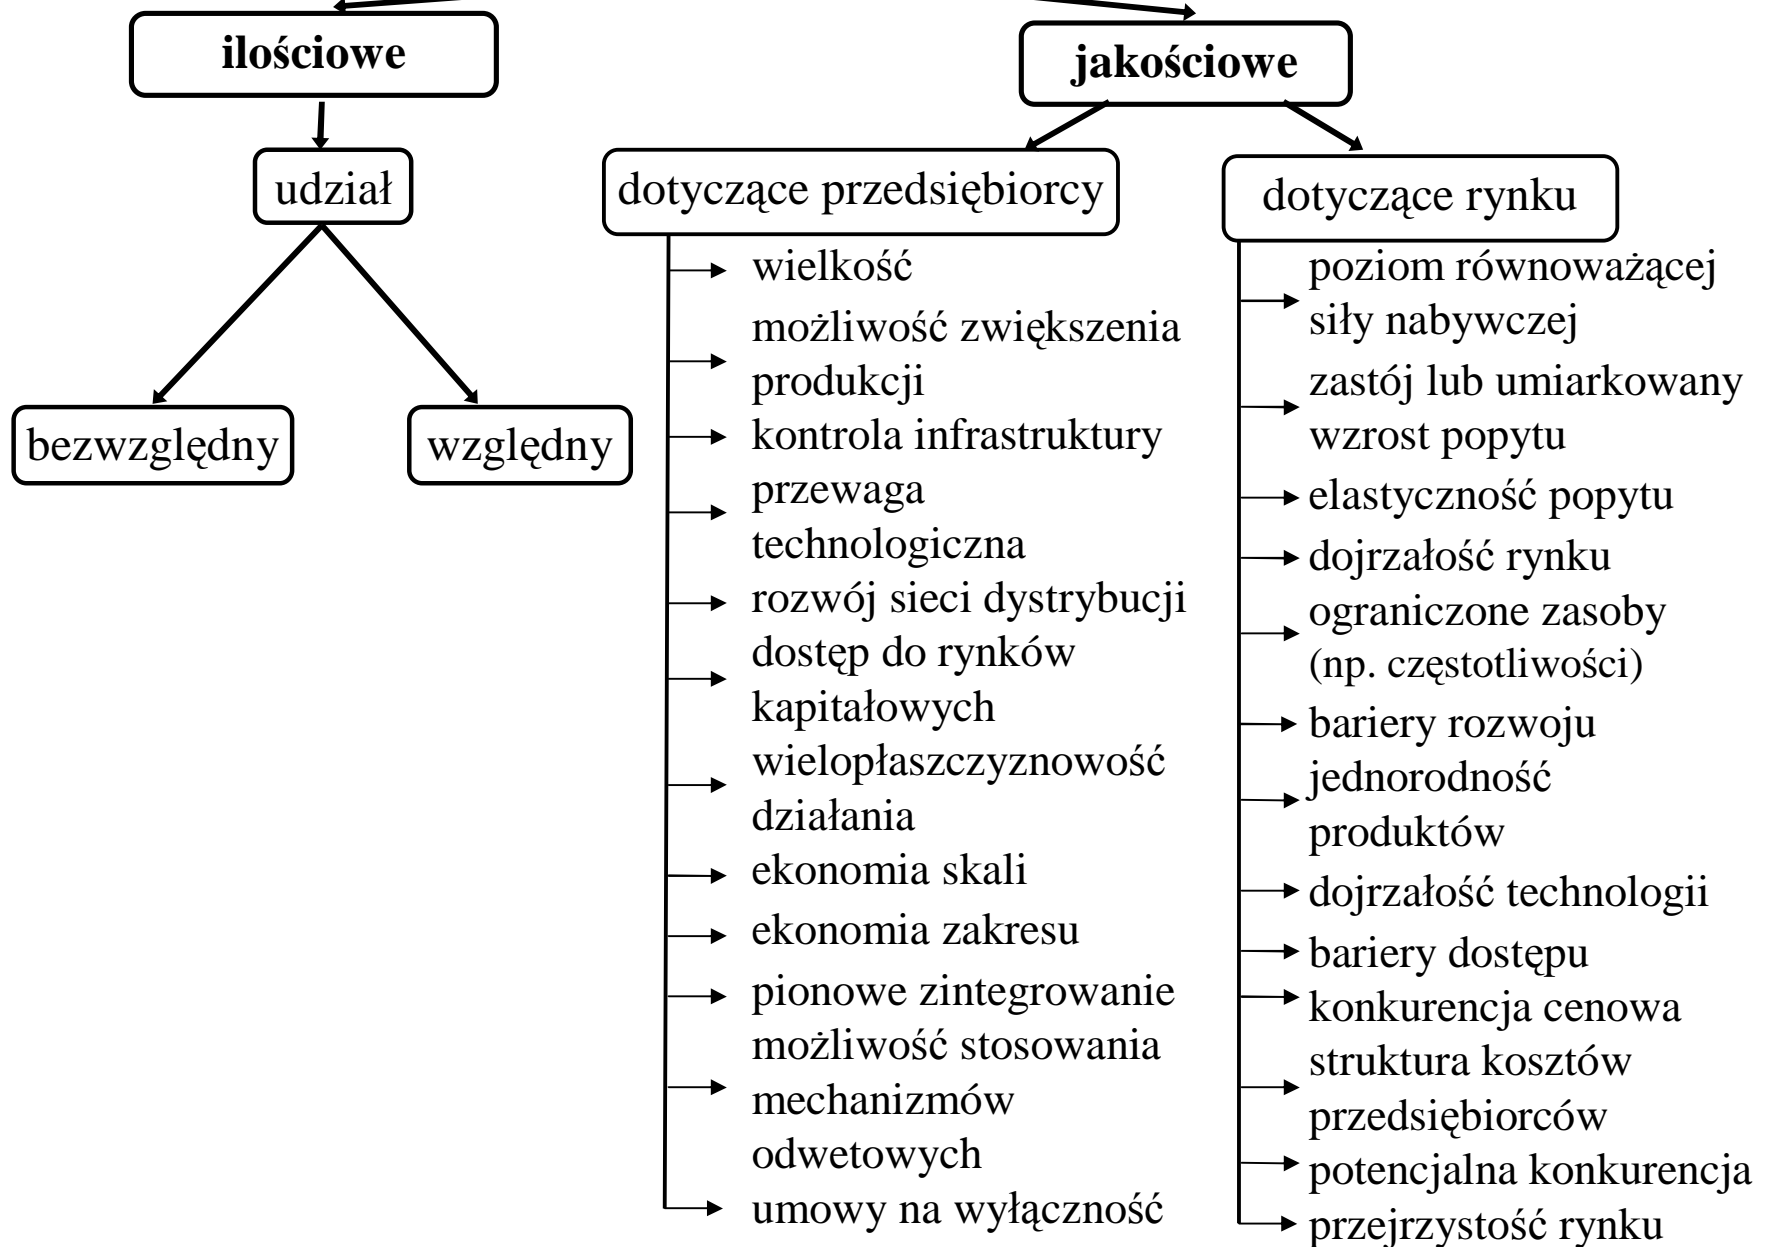 ilościowe
jakościowe
udział
dotyczące przedsiębiorcy
dotyczące rynku
bezwzględny
względny
wielkość
możliwość zwiększenia
produkcji
kontrola infrastruktury
przewaga
technologiczna
rozwój sieci dystrybucji
dostęp do rynków
kapitałowych
wielopłaszczyznowość
działania
ekonomia skali
ekonomia zakresu
pionowe zintegrowanie
możliwość stosowania
mechanizmów
odwetowych
umowy na wyłączność
poziom równoważącej
siły nabywczej
zastój lub umiarkowany
wzrost popytu
elastyczność popytu
dojrzałość rynku
ograniczone zasoby
(np. częstotliwości)
bariery rozwoju
jednorodność
produktów
dojrzałość technologii
bariery dostępu
konkurencja cenowa
struktura kosztów
przedsiębiorców
potencjalna konkurencja
przejrzystość rynku